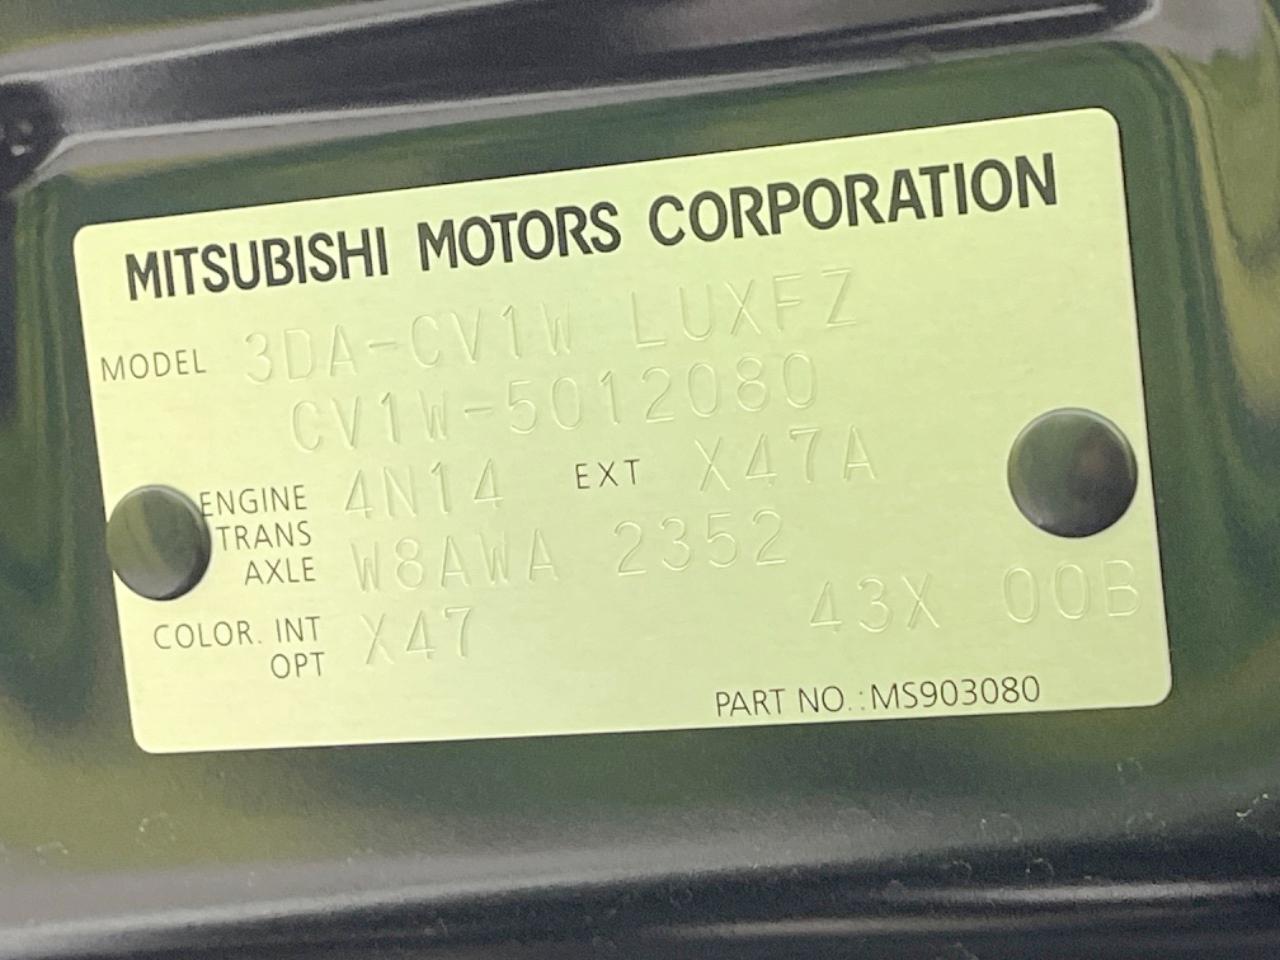 MITSUBISHI MOTORS CORPORATION
MODEL 3DA-CV1W LUXFZ
CV1W-5012080
ENGINE 4N14 EXT X47A
TRANS
AXLE W8AWA 2352
COLOR. INT X47 43X 00B
OPT
PART NO.:MS903080